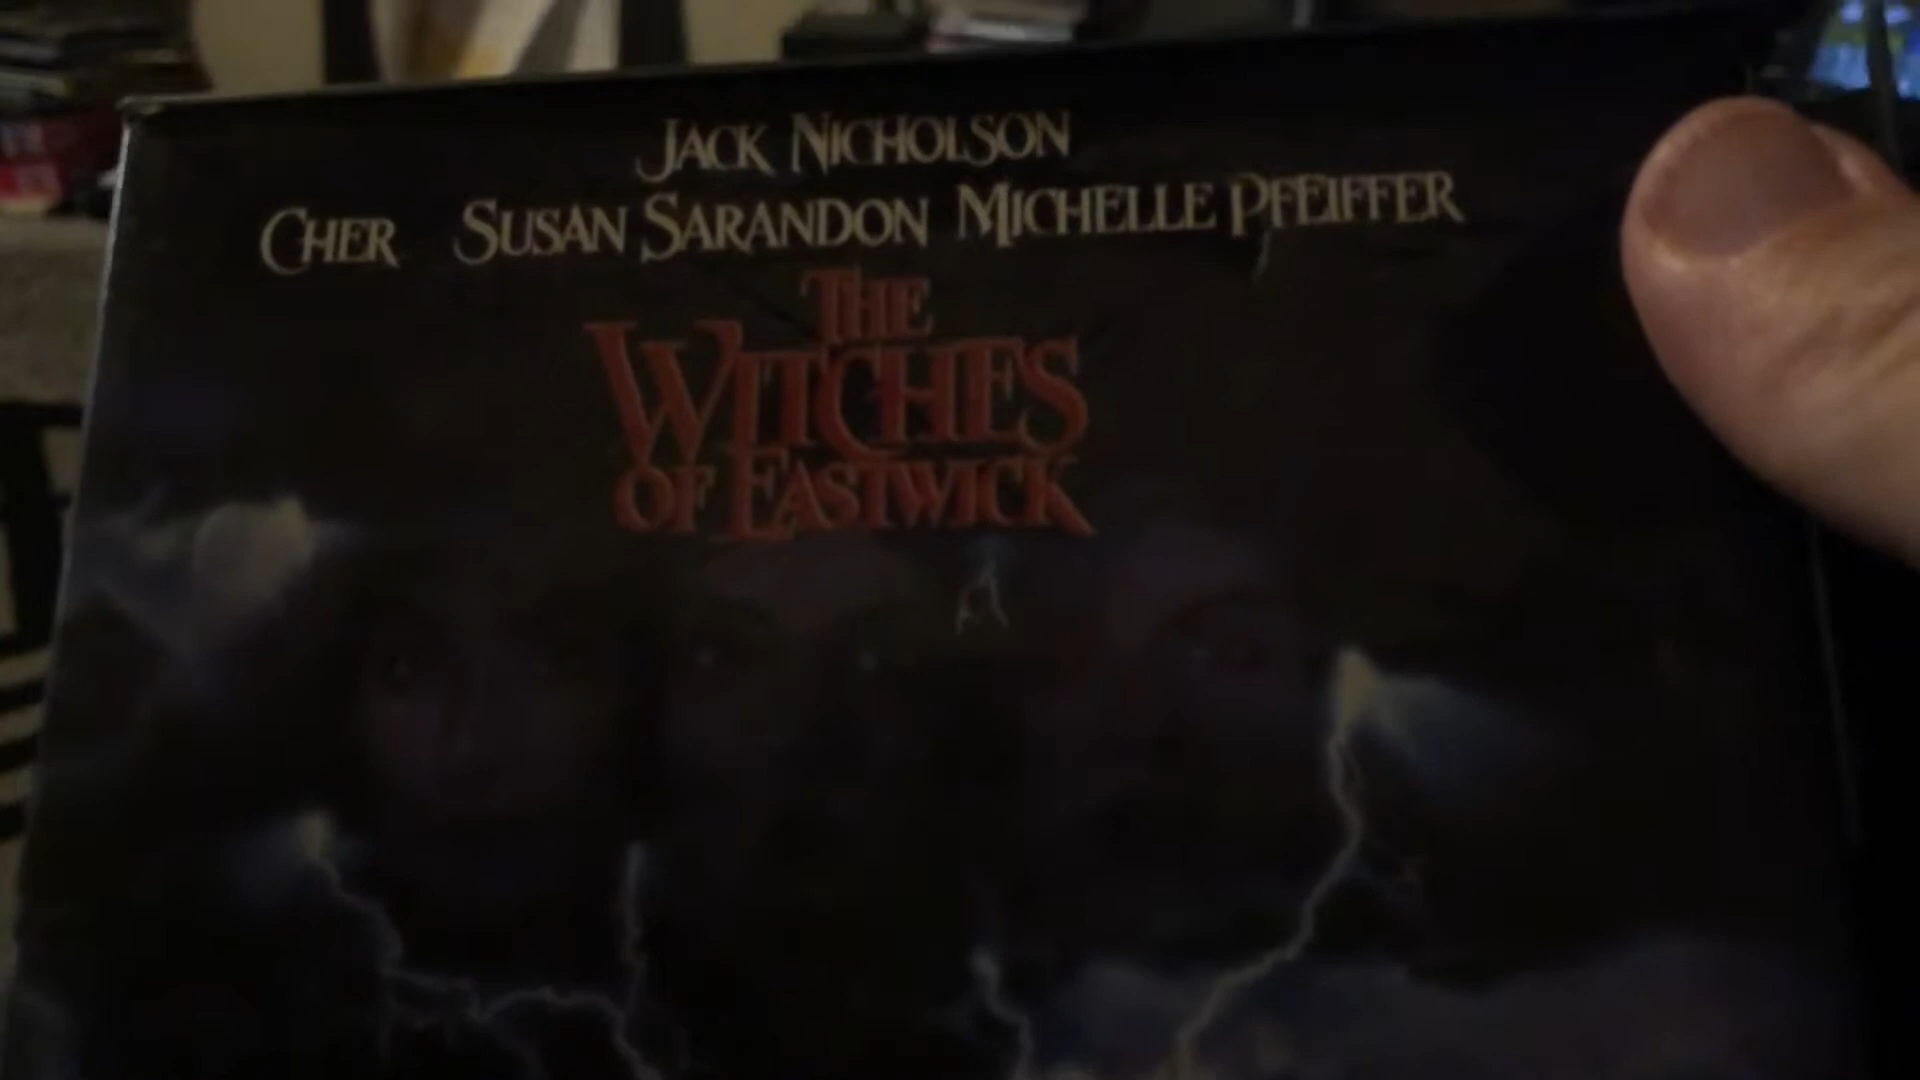 JACK NICHOLSON
CHER SUSAN SARANDON MICHELLE PFEIFFER
THE
WITCHES
OF EASTWICK